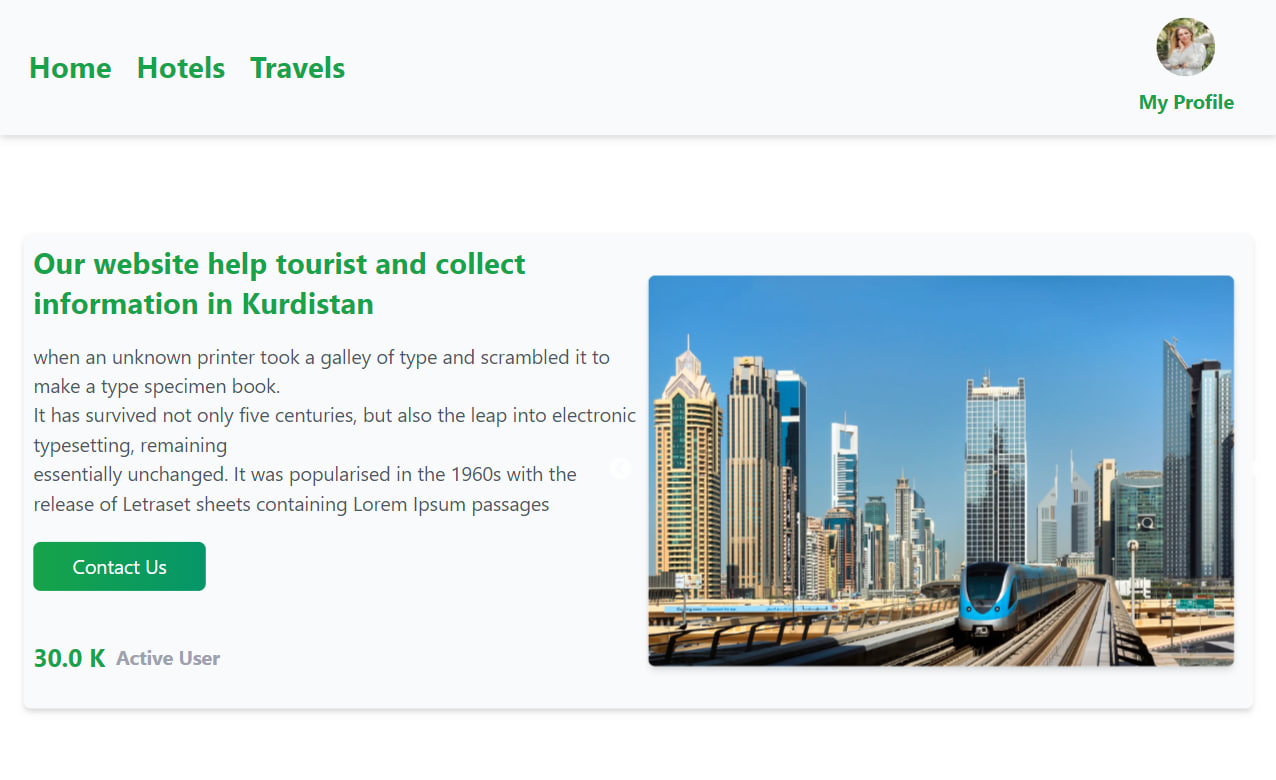 Home Hotels Travels
My Profile
Our website help tourist and collect
information in Kurdistan
when an unknown printer took a galley of type and scrambled it to
make a type specimen book.
It has survived not only five centuries, but also the leap into electronic
typesetting, remaining
essentially unchanged. It was popularised in the 1960s with the
release of Letraset sheets containing Lorem Ipsum passages
Contact Us
30.0 K Active User